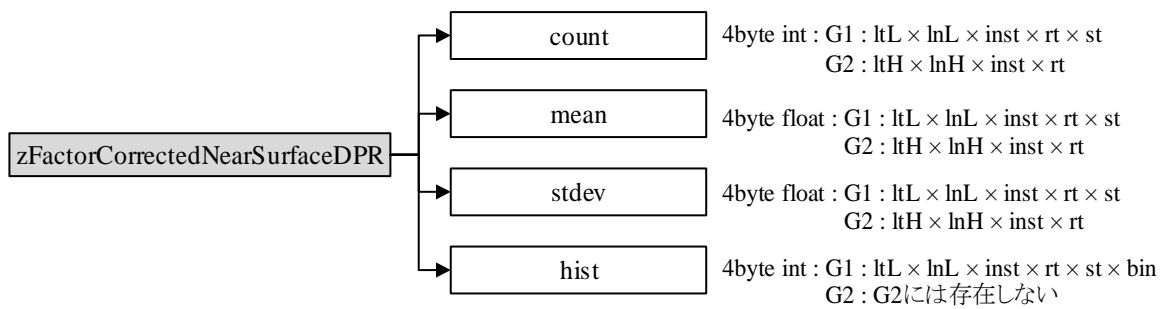 count
4byte int : G1 : ltL × lnL × inst × rt × st
G2 : ltH × lnH × inst × rt
mean
4byte float : G1 : ltL × lnL × inst × rt × st
G2 : ltH × lnH × inst × rt
zFactorCorrectedNearSurfaceDPR
stdev
4byte float : G1 : ltL × lnL × inst × rt × st
G2 : ltH × lnH × inst × rt
hist
4byte int : G1 : ltL × lnL × inst × rt × st × bin
G2 : G2には存在しない